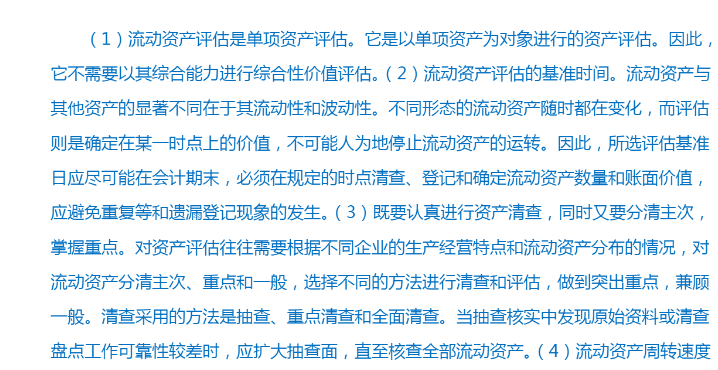 （1）流动资产评估是单项资产评估。它是以单项资产为对象进行的资产评估。因此，
它不需要以其综合能力进行综合性价值评估。（2）流动资产评估的基准时间。流动资产与
其他资产的显著不同在于其流动性和波动性。不同形态的流动资产随时都在变化，而评估
则是确定在某一时点上的价值，不可能人为地停止流动资产的运转。因此，所选评估基准
日应尽可能在会计期末，必须在规定的时点清查、登记和确定流动资产数量和账面价值，
应避免重复等和遗漏登记现象的发生。（3）既要认真进行资产清查，同时又要分清主次，
掌握重点。对资产评估往往需要根据不同企业的生产经营特点和流动资产分布的情况，对
流动资产分清主次、重点和一般，选择不同的方法进行清查和评估，做到突出重点，兼顾
一般。清查采用的方法是抽查、重点清查和全面清查。当抽查核实中发现原始资料或清查
盘点工作可靠性较差时，应扩大抽查面，直至核查全部流动资产。（4）流动资产周转速度